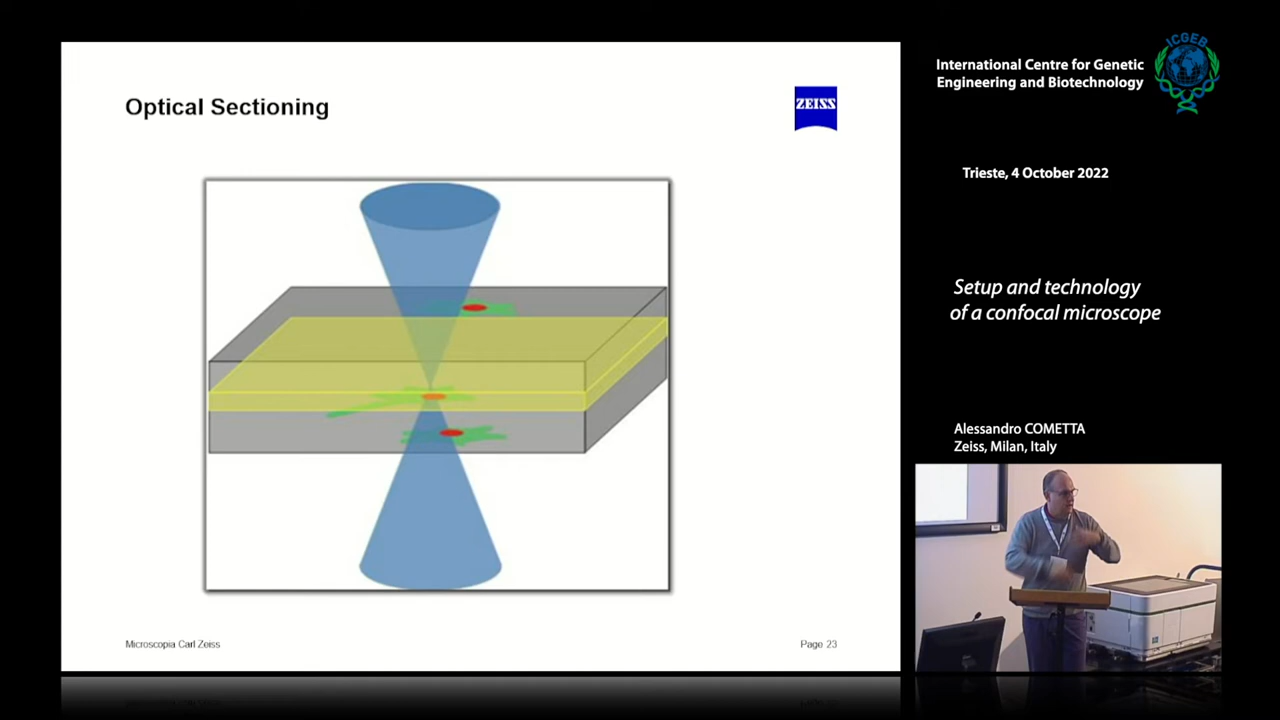 Optical Sectioning
ZEISS
Microscopia Carl Zeiss
Page 23
International Centre for Genetic
Engineering and Biotechnology
ICGEB
Trieste, 4 October 2022
Setup and technology
of a confocal microscope
Alessandro COMETTA
Zeiss, Milan, Italy